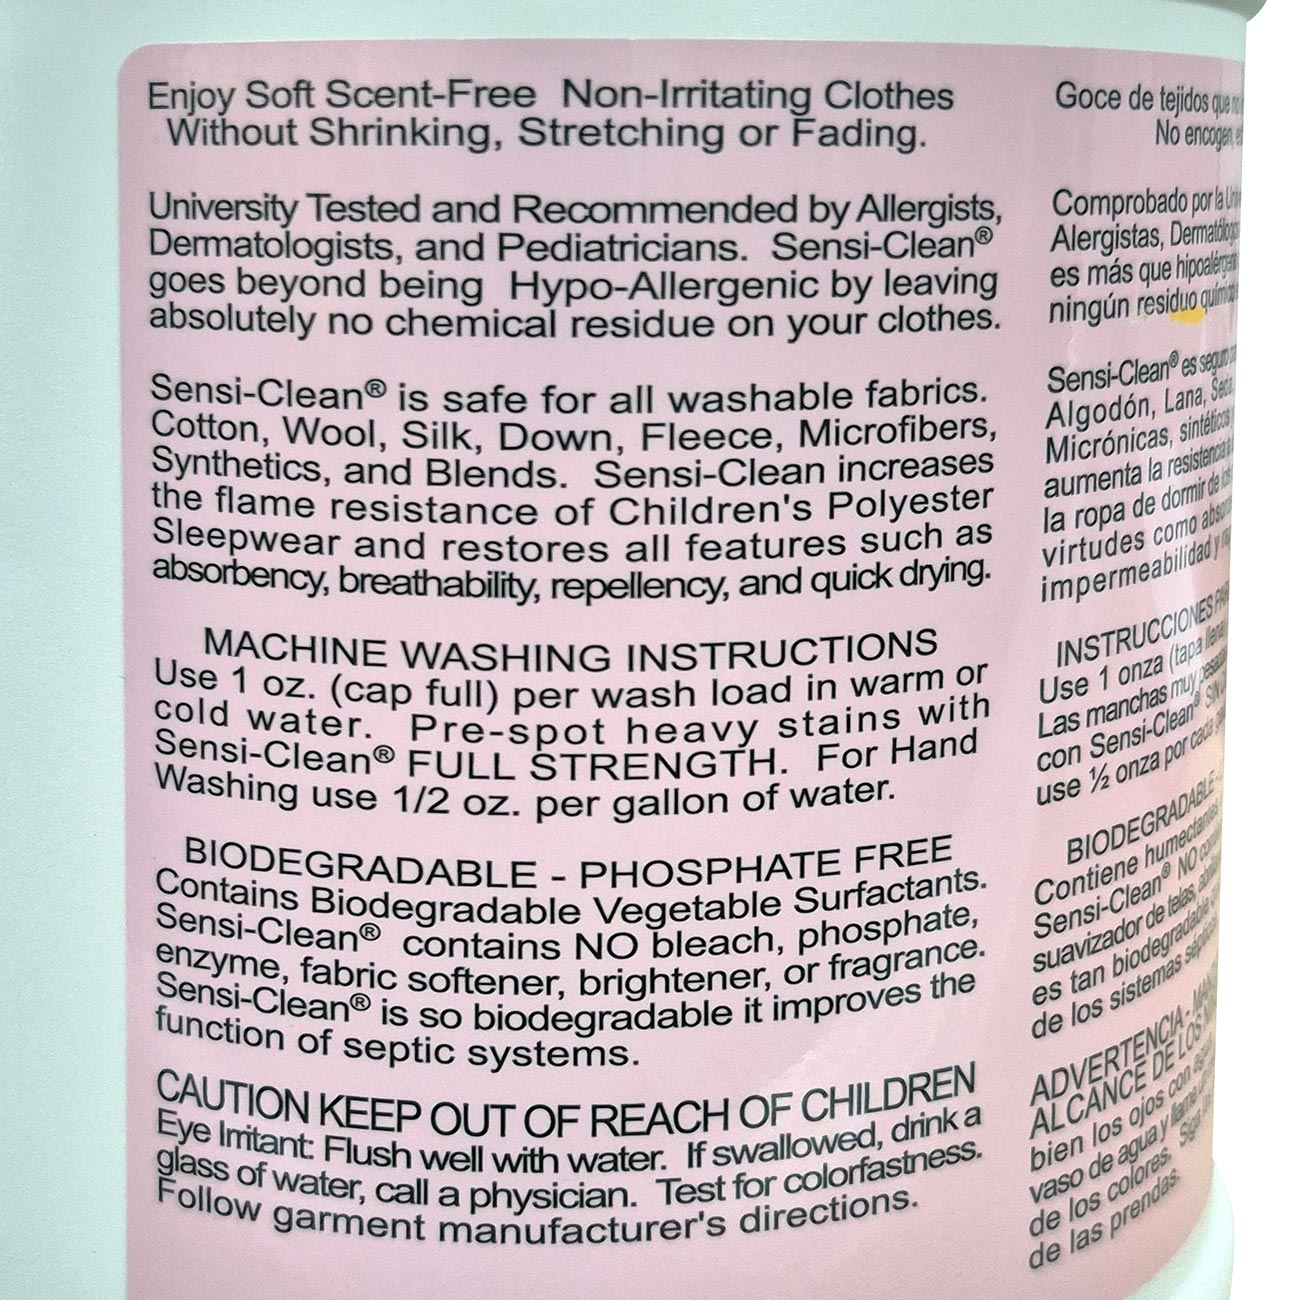 Enjoy Soft Scent-Free Non-Irritating Clothes
Without Shrinking, Stretching or Fading.
University Tested and Recommended by Allergists,
Dermatologists, and Pediatricians. Sensi-Clean®
goes beyond being Hypo-Allergenic by leaving
absolutely no chemical residue on your clothes.
Sensi-Clean® is safe for all washable fabrics.
Cotton, Wool, Silk, Down, Fleece, Microfibers,
Synthetics, and Blends. Sensi-Clean increases
the flame resistance of Children's Polyester
Sleepwear and restores all features such as
absorbency, breathability, repellency, and quick drying.
MACHINE WASHING INSTRUCTIONS
Use 1 oz. (cap full) per wash load in warm or
cold water. Pre-spot heavy stains with
Sensi-Clean® FULL STRENGTH. For Hand
Washing use 1/2 oz. per gallon of water.
BIODEGRADABLE - PHOSPHATE FREE
Contains Biodegradable Vegetable Surfactants.
Sensi-Clean® contains NO bleach, phosphate,
enzyme, fabric softener, brightener, or fragrance.
Sensi-Clean® is so biodegradable it improves the
function of septic systems.
CAUTION KEEP OUT OF REACH OF CHILDREN
Eye Irritant: Flush well with water. If swallowed, drink a
glass of water, call a physician. Test for colorfastness.
Follow garment manufacturer's directions.
Goce de tejidos que
No encogen,
Comprobado por la
Alergistas,
es más que
ningún residuo
Sensi-Clean® es seguro
Algodón, Lana, Seda,
Micrónicas, sintéticos
aumenta la resistencia a
la ropa de dormir de los
virtudes como
impermeabilidad y
INSTRUCCIONES
Use 1 onza (tapa llena)
Las manchas muy
con Sensi-Clean® SIN
use ½ onza por cada
BIODEGRADABLE -
Contiene humectantes
Sensi-Clean® NO
suavizador de telas,
es tan biodegradable
de los sistemas
ADVERTENCIA -
ALCANCE DE LOS
bien los ojos con agua
vaso de agua y llame
de los colores.
de las prendas.